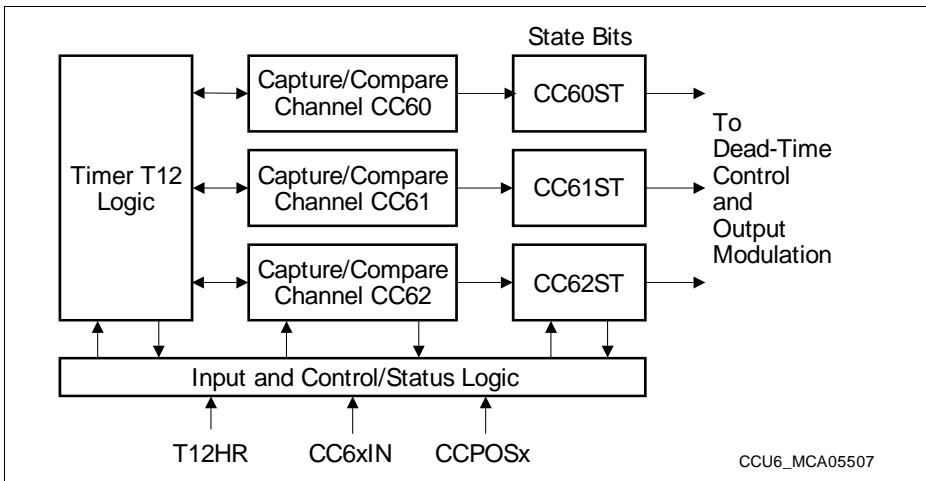 State Bits
Timer T12
Logic
Capture/Compare
Channel CC60
CC60ST
Capture/Compare
Channel CC61
CC61ST
Capture/Compare
Channel CC62
CC62ST
To
Dead-Time
Control
and
Output
Modulation
Input and Control/Status Logic
T12HR
CC6xIN
CCPOSx
CCU6_MCA05507